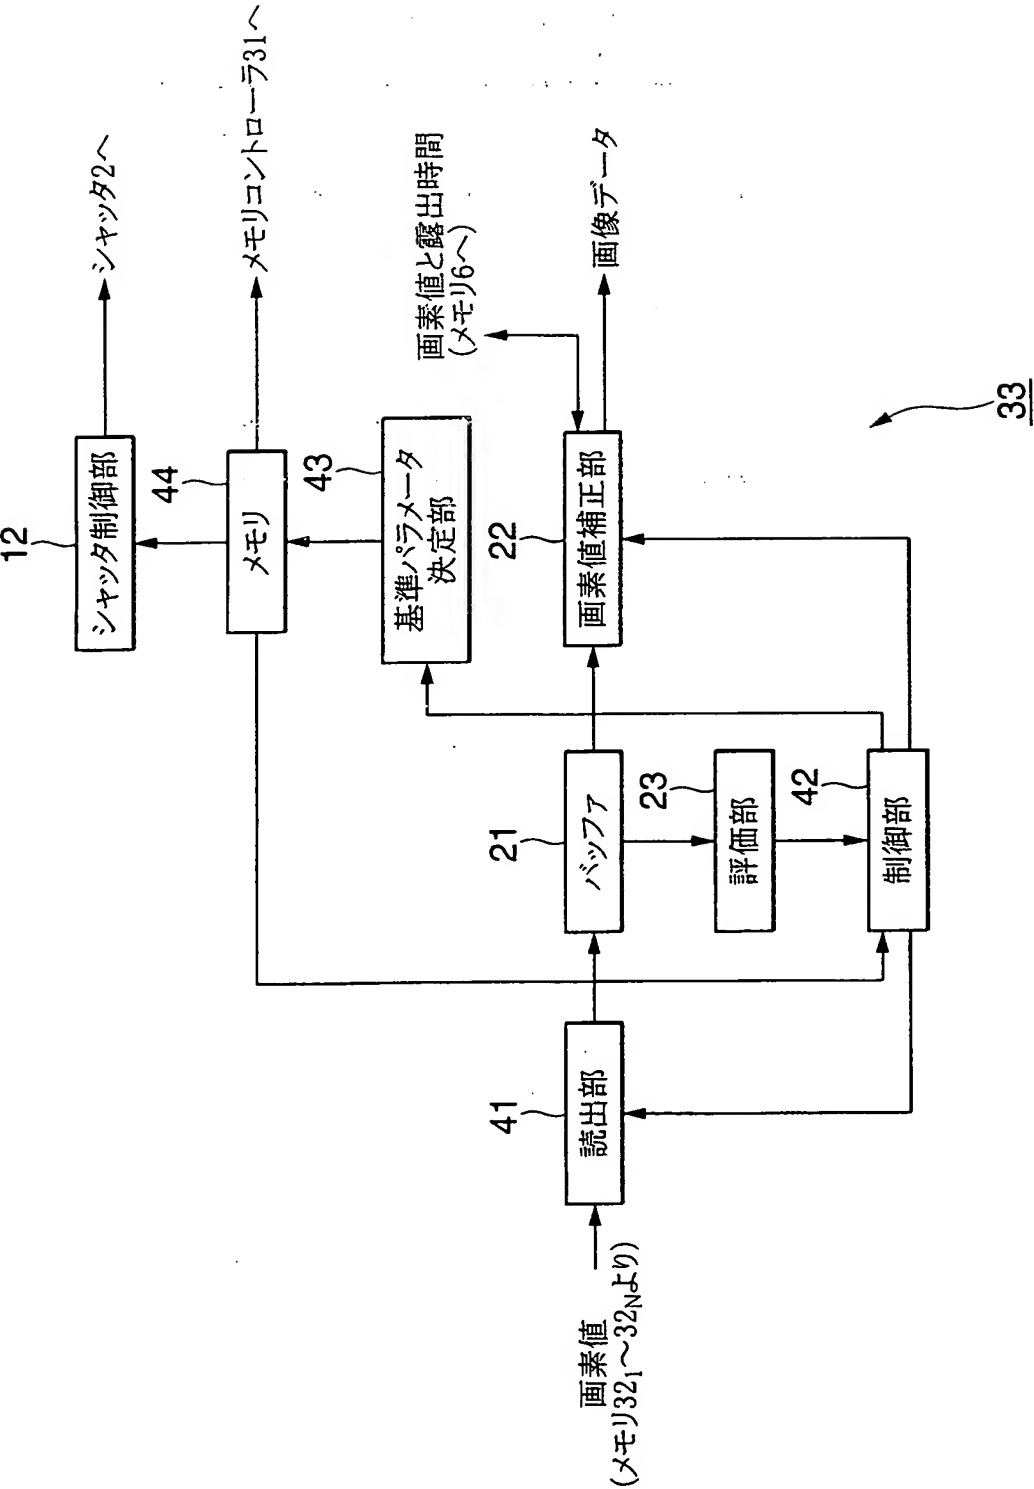 12
シャッタ制御部
シャッタ2へ
44
メモリ
メモリコントローラ31へ
43
基準パラメータ
決定部
画素値と露出時間
(メモリ6へ)
画素値
(メモリ32₁～32Nより)
41
読出部
21
バッファ
22
画素値補正部
画像データ
23
評価部
42
制御部
33